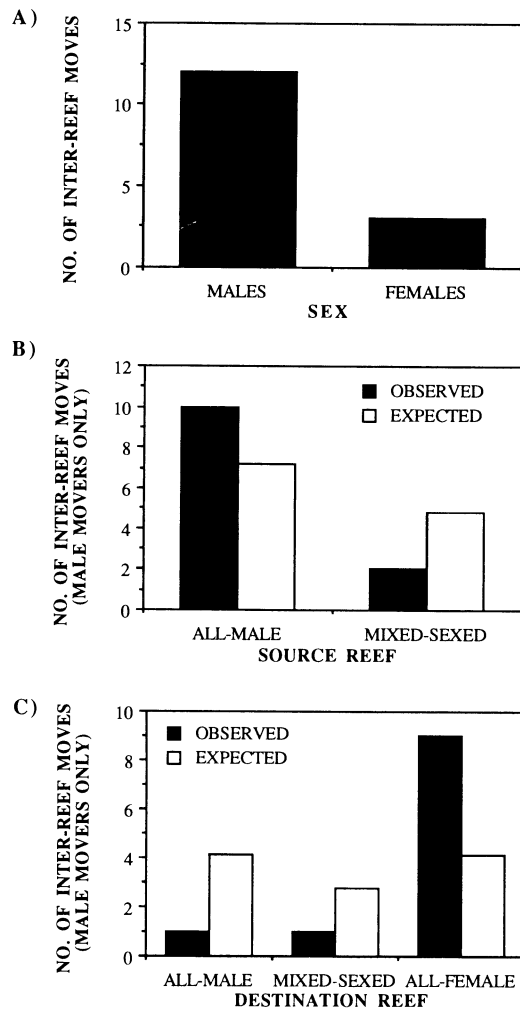 A)
NO. OF INTER-REEF MOVES
15
10
5
0
MALES FEMALES
SEX
B)
NO. OF INTER-REEF MOVES
(MALE MOVERS ONLY)
12
10
8
6
4
2
0
OBSERVED
EXPECTED
ALL-MALE MIXED-SEXED
SOURCE REEF
C)
NO. OF INTER-REEF MOVES
(MALE MOVERS ONLY)
10
8
6
4
2
0
OBSERVED
EXPECTED
ALL-MALE MIXED-SEXED ALL-FEMALE
DESTINATION REEF